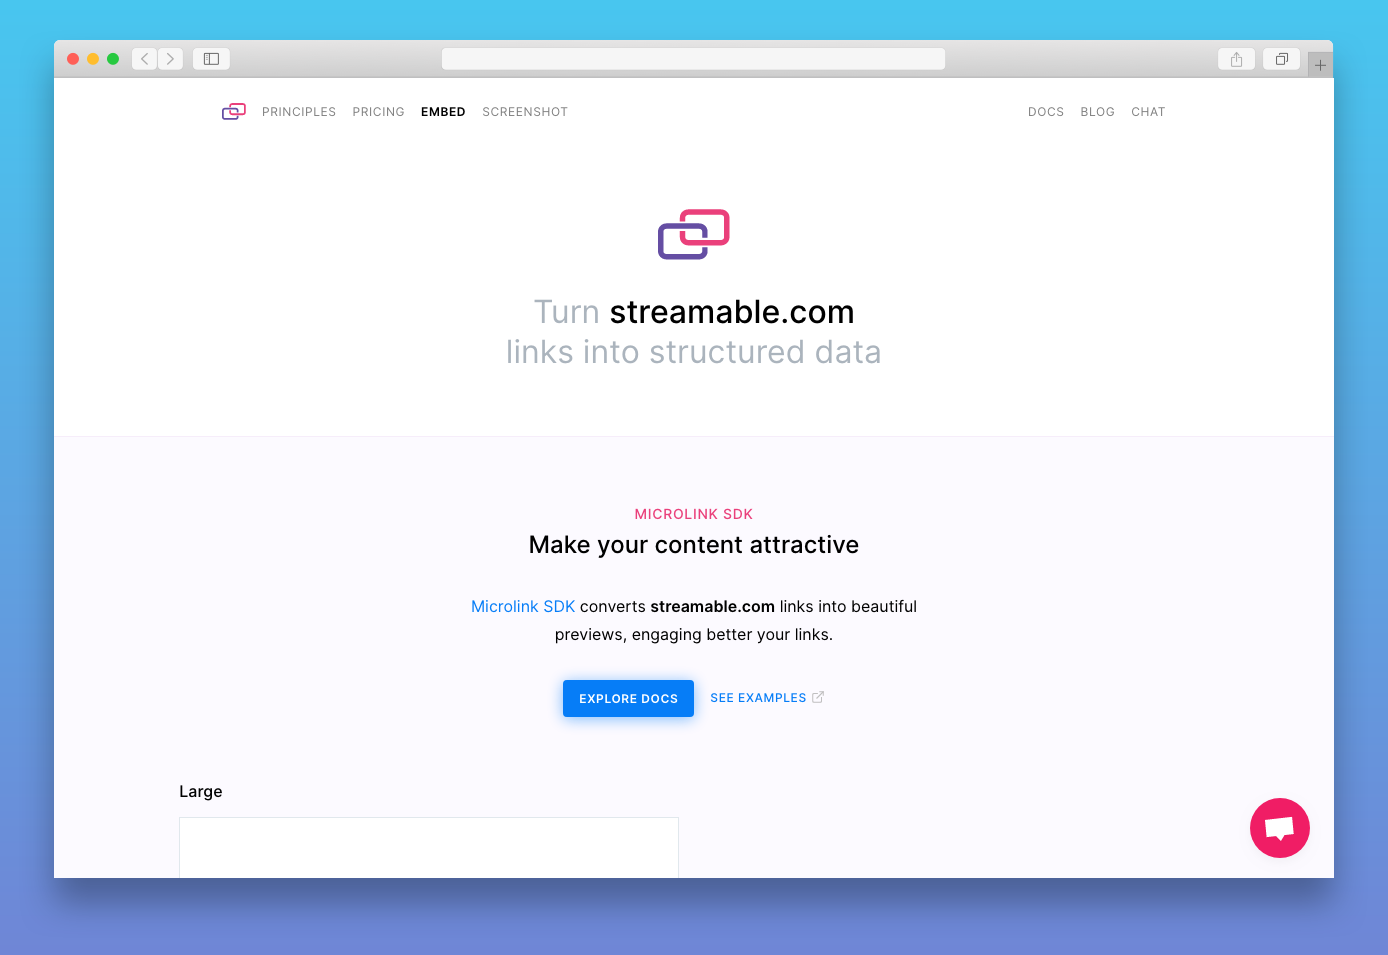 PRINCIPLES PRICING EMBED SCREENSHOT DOCS BLOG CHAT
Turn streamable.com
links into structured data
MICROLINK SDK
Make your content attractive
Microlink SDK converts streamable.com links into beautiful
previews, engaging better your links.
EXPLORE DOCS SEE EXAMPLES
Large